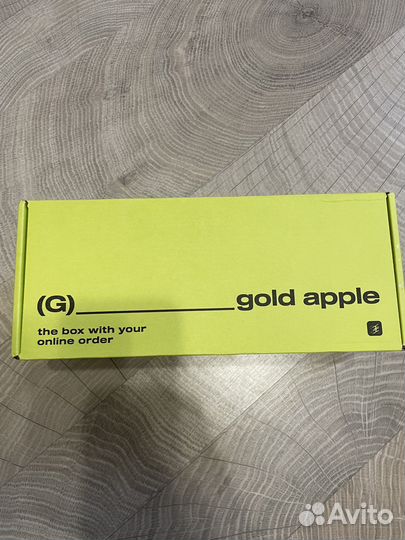 (G)__________gold apple
the box with your
online order
Avito